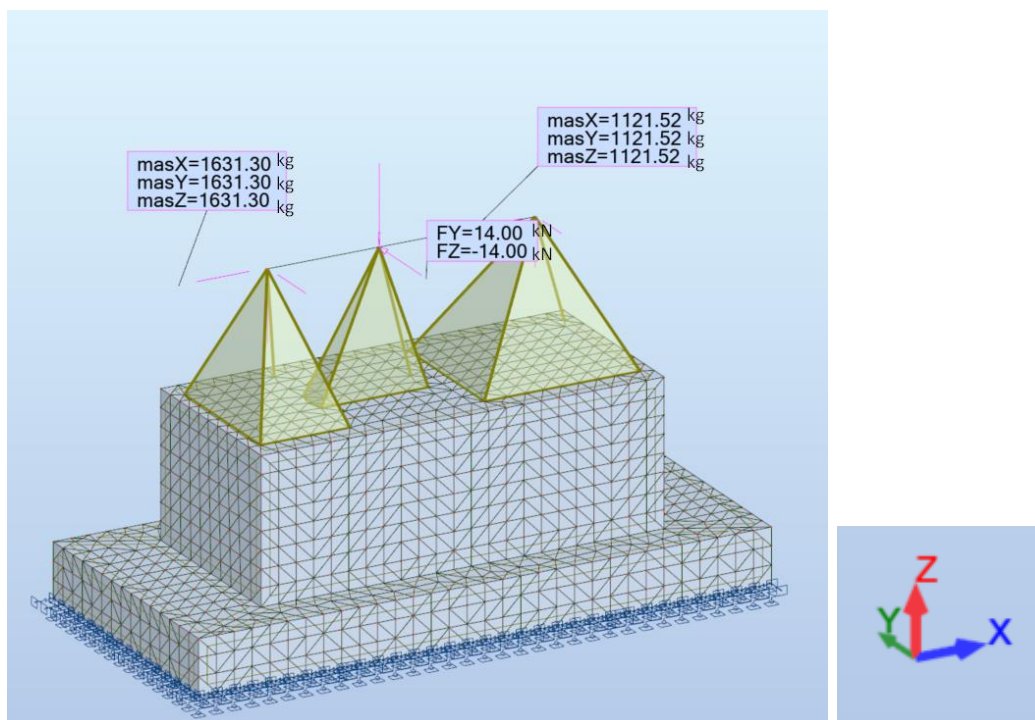 masX=1631.30 kg
masY=1631.30 kg
masZ=1631.30 kg
masX=1121.52 kg
masY=1121.52 kg
masZ=1121.52 kg
FY=14.00 kN
FZ=-14.00 kN
Z
Y
X